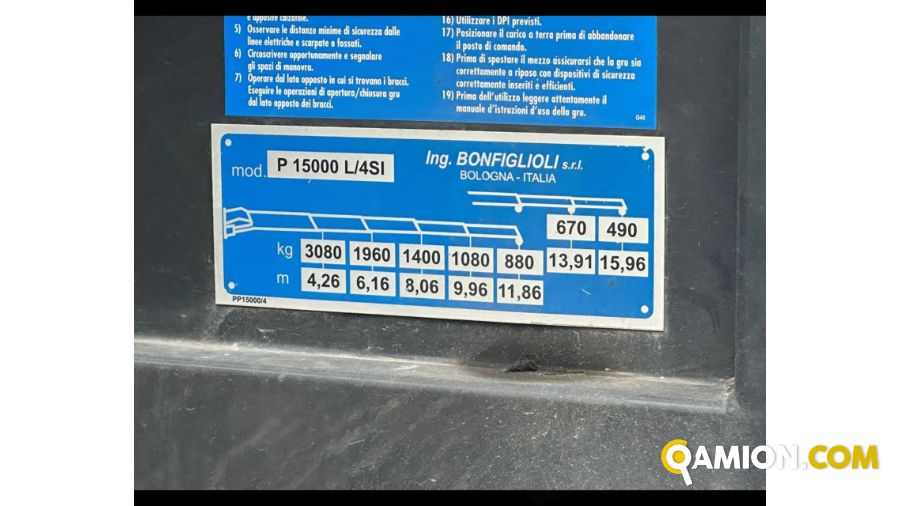 e apposite calzature.
5) Osservare le distanze minime di sicurezza dalle
linee elettriche e scarpate o fossati.
6) Circoscrivere opportunamente e segnalare
gli spazi di manovra.
7) Operare dal lato opposto in cui si trovano i bracci.
Eseguire le operazioni di apertura/chiusura gru
dal lato opposto dei bracci.
16) Utilizzare i DPI previsti.
17) Posizionare il carico a terra prima di abbandonare
il posto di comando.
18) Prima di spostare il mezzo assicurarsi che la gru sia
correttamente a riposo con dispositivi di sicurezza
correttamente inseriti è efficienti.
19) Prima dell'utilizzo leggere attentamente il
manuale d'istruzioni d'uso della gru.
041
mod. P 15000 L/4SI
Ing. BONFIGLIOLI s.r.l.
BOLOGNA - ITALIA
670 490
kg 3080 1960 1400 1080 880 13,91 15,96
m 4,26 6,16 8,06 9,96 11,86
PP15000/4
QAMION.COM